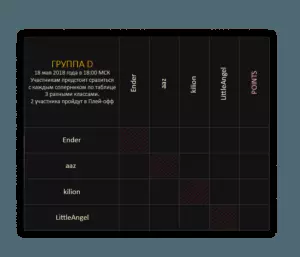 ГРУППА D
18 мая 2018 года в 18:00 МСК
Участникам предстоит сразиться
с каждым соперником по таблице
3 разными классами.
2 участника пройдут в Плей-офф
Ender
aaz
kilion
LittleAngel
POINTS
Ender
aaz
kilion
LittleAngel